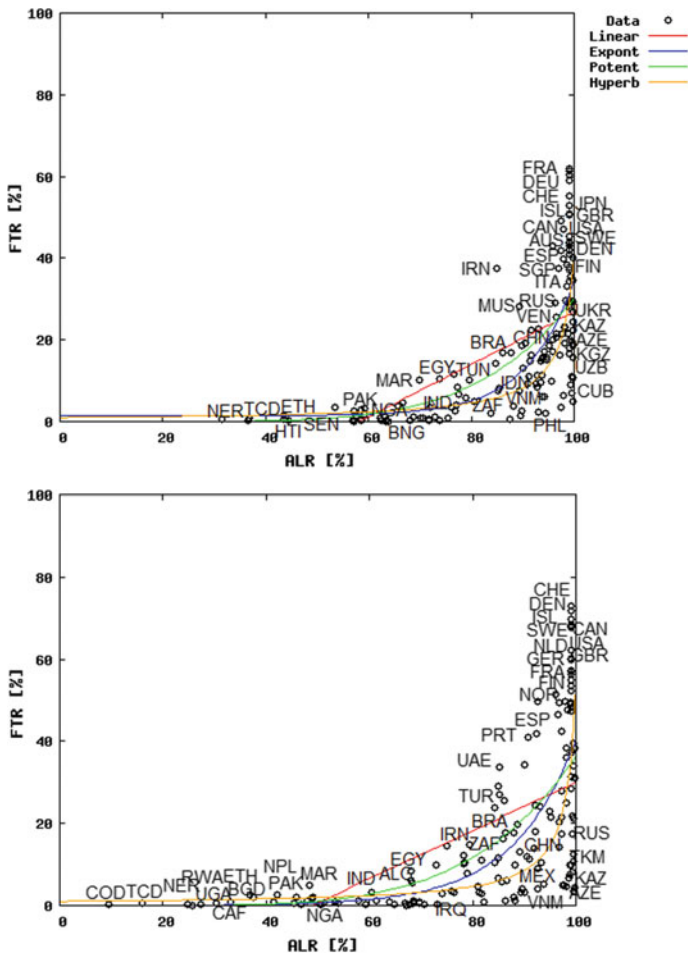 100
Data
Linear
Expont
Potent
Hyperb
80
60
40
20
0
FTR [%]
FRA
DEU
CHE
JPN
ISL
GBR
CAN
USA
AUS
SWE
ESP
DEN
IRN
SGP
FIN
ITA
MUS
RUS
UKR
VEN
KAZ
BRA
CHN
AZE
KGZ
EGY
TUN
UZB
MAR
IDN
CUB
PAK
IND
NER
TCD
ETH
NGA
ZAF
VNM
HTI
SEN
BNG
PHL
0 20 40 60 80 100
ALR [%]
100
80
60
40
20
0
FTR [%]
CHE
DEN
ISL
SWE
CAN
NLD
USA
GER
GBR
FRA
FIN
NOR
ESP
PRT
UAE
TUR
BRA
RUS
IRN
ZAF
CHN
EGY
TKM
NPL
MAR
MEX
KAZ
RWA
ETH
IND
ALG
COD
TCD
NER
UGA
BGD
PAK
VNM
AZE
CAF
NGA
IRQ
0 20 40 60 80 100
ALR [%]